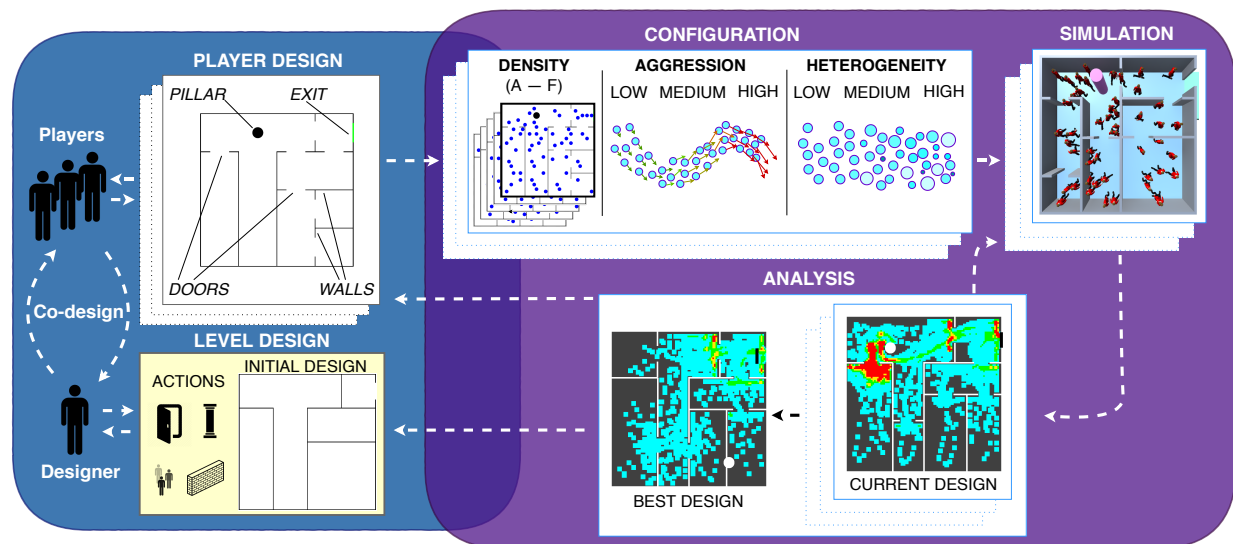 PLAYER DESIGN
PILLAR
EXIT
DOORS
WALLS
Players
Co-design
Designer
LEVEL DESIGN
ACTIONS
INITIAL DESIGN
CONFIGURATION
DENSITY
(A — F)
AGGRESSION
LOW MEDIUM HIGH
HETEROGENEITY
LOW MEDIUM HIGH
SIMULATION
ANALYSIS
BEST DESIGN
CURRENT DESIGN